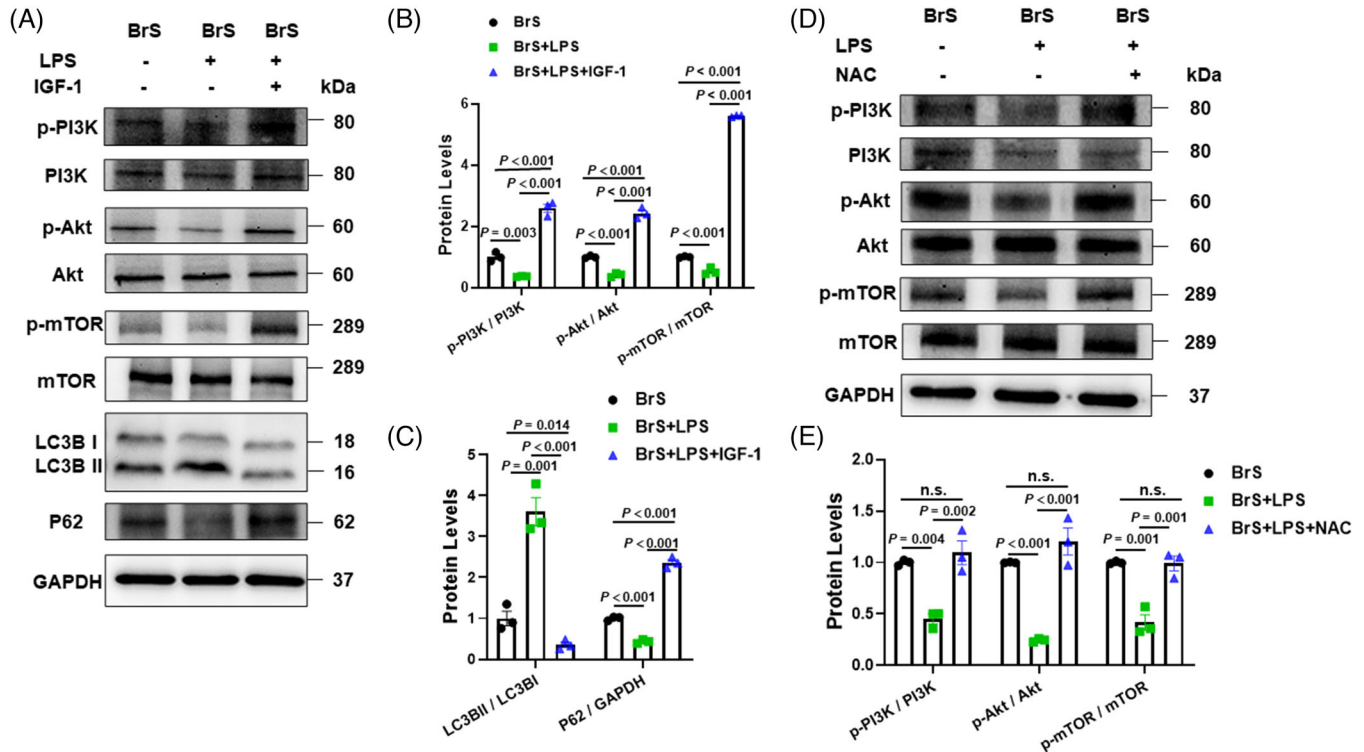 (A)
BrS BrS BrS
LPS - + +
IGF-1 - - + kDa
p-PI3K 80
PI3K 80
p-Akt 60
Akt 60
p-mTOR 289
mTOR 289
LC3B I 18
LC3B II 16
P62 62
GAPDH 37
(B)
BrS
BrS+LPS
BrS+LPS+IGF-1
Protein Levels
6
4
2
0
P < 0.001
P < 0.001
P = 0.003
P < 0.001
P < 0.001
P < 0.001
P < 0.001
P < 0.001
P < 0.001
p-PI3K / PI3K
p-Akt / Akt
p-mTOR / mTOR
(C)
BrS
BrS+LPS
BrS+LPS+IGF-1
Protein Levels
5
4
3
2
1
0
P = 0.014
P < 0.001
P = 0.001
P < 0.001
P < 0.001
P < 0.001
LC3BII / LC3BI
P62 / GAPDH
(D)
BrS BrS BrS
LPS - + +
NAC - - + kDa
p-PI3K 80
PI3K 80
p-Akt 60
Akt 60
p-mTOR 289
mTOR 289
GAPDH 37
(E)
BrS
BrS+LPS
BrS+LPS+NAC
Protein Levels
1.0
1.0
0.5
0.0
n.s.
P = 0.002
P = 0.004
n.s.
P < 0.001
P < 0.001
n.s.
P = 0.001
P = 0.001
p-PI3K / PI3K
p-Akt / Akt
p-mTOR / mTOR